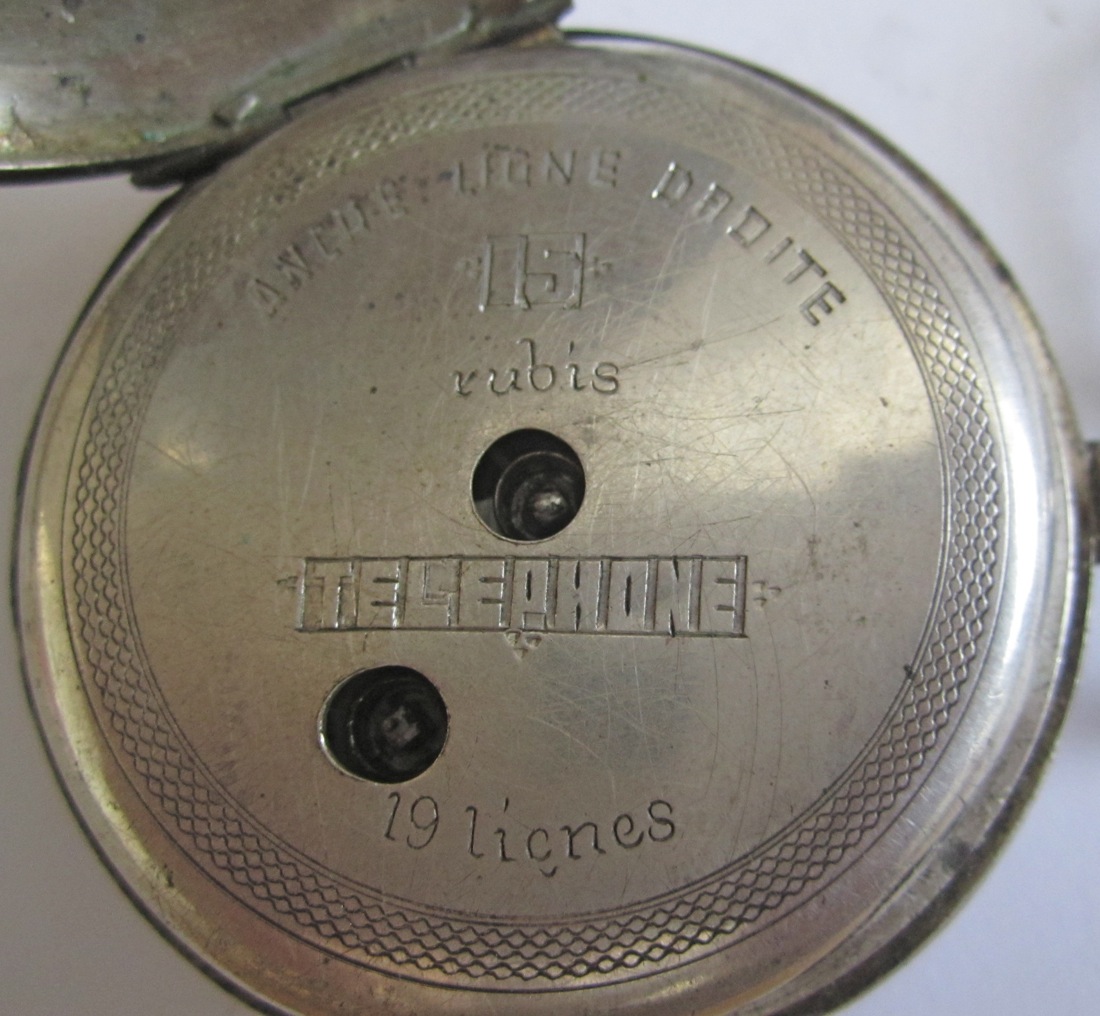 ANCRE LIGNE DROITE
15
rubis
TELEPHONE
19 lignes